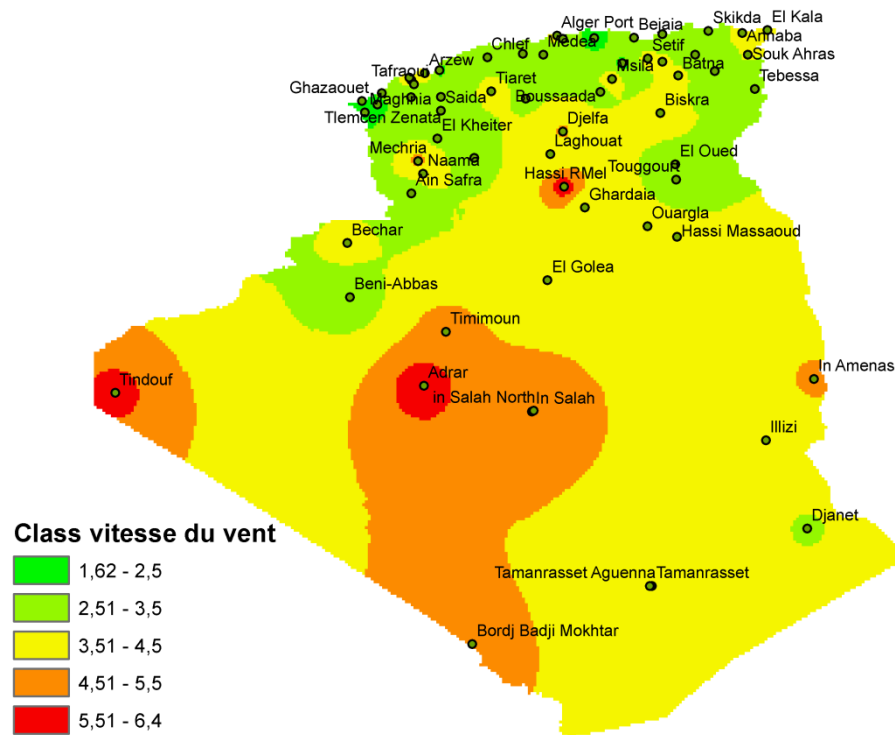 Skikda
El Kala
Alger Port
Bejaia
Annaba
Chlef
Medea
Setif
Souk Ahras
Tafraoui
Arzew
Msila
Batna
Tebessa
Ghazaouet
Maghnia
Saida
Tiaret
Boussaada
Tlemcen Zenata
Biskra
El Kheiter
Djelfa
Mechria
Laghouat
Naama
El Oued
Touggourt
Ain Safra
Hassi RMel
Ghardaia
Ouargla
Bechar
Hassi Massaoud
El Golea
Beni-Abbas
Timimoun
In Amenas
Tindouf
Adrar
in Salah North
In Salah
Illizi
Djanet
Class vitesse du vent
1,62 - 2,5
2,51 - 3,5
3,51 - 4,5
4,51 - 5,5
5,51 - 6,4
Tamanrasset Aguenna
Tamanrasset
Bordj Badji Mokhtar